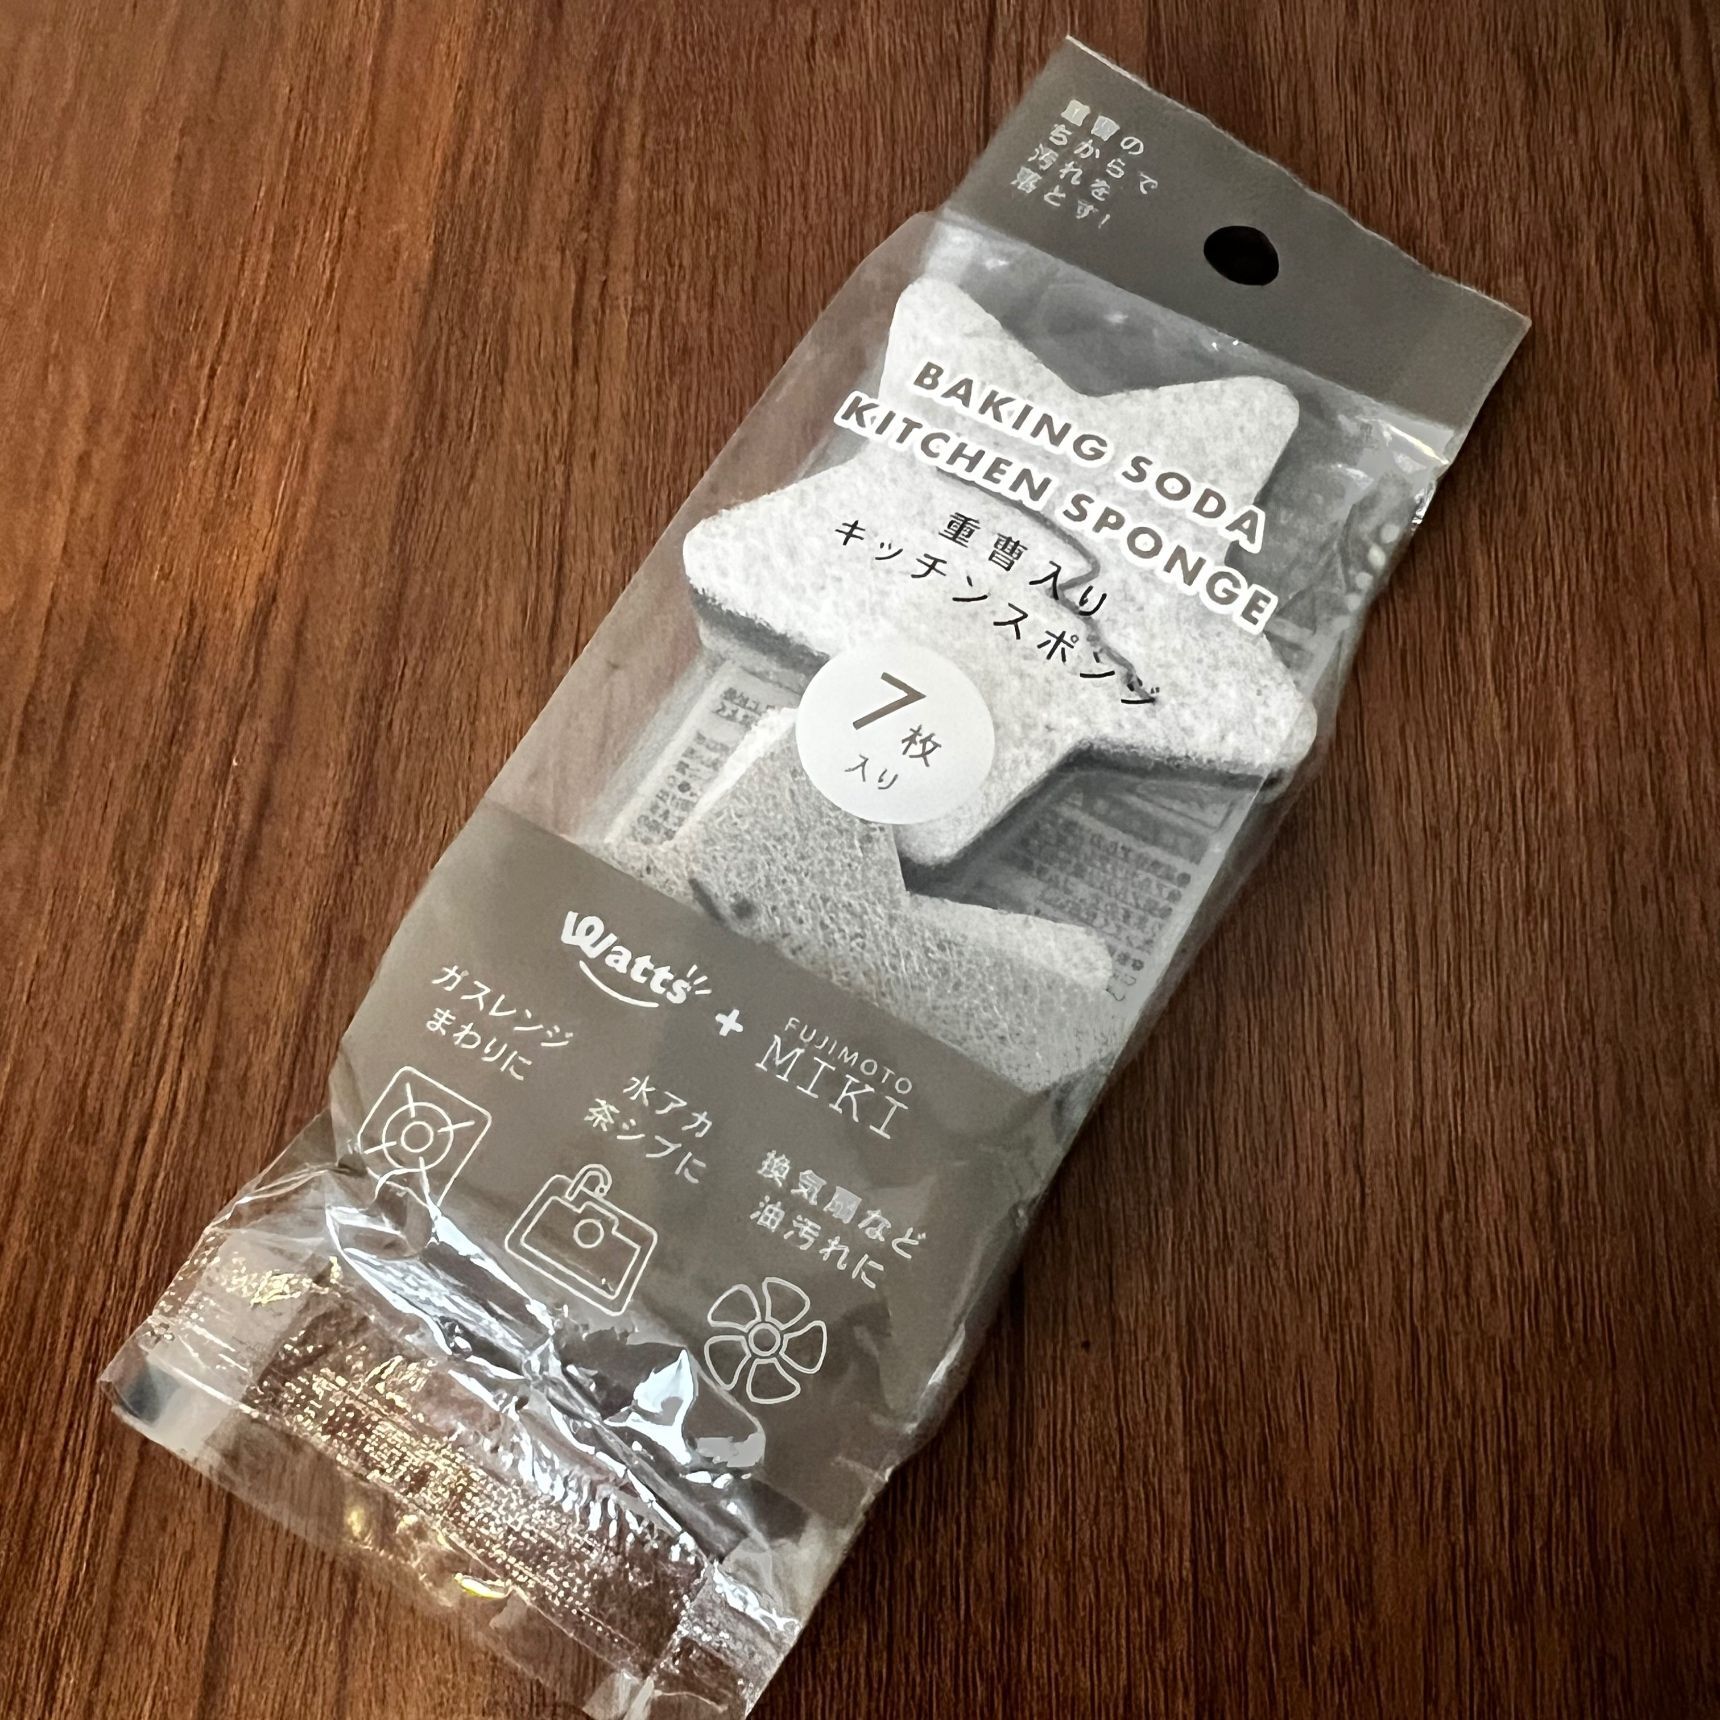 重曹の
ちからで
汚れを
落とす!
BAKING SODA
KITCHEN SPONGE
重曹入り
キッチンスポンジ
7枚
入り
Watts
+
FUJIMOTO
MIKI
ガスレンジ
まわりに
水アカ
茶シブに
換気扇など
油汚れに